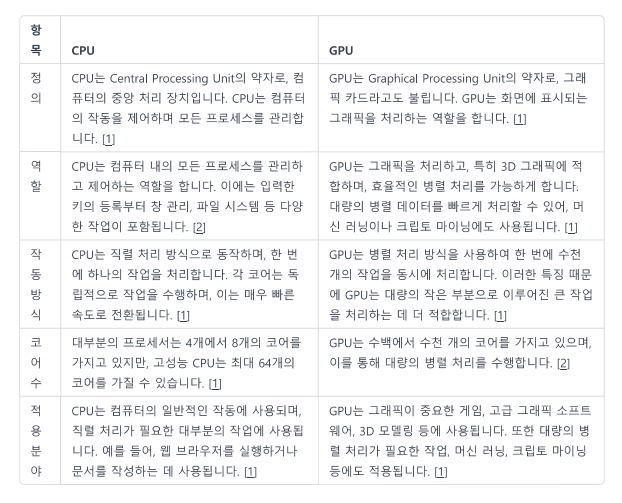 항목
CPU
GPU
정의
CPU는 Central Processing Unit의 약자로, 컴
퓨터의 중앙 처리 장치입니다. CPU는 컴퓨터
의 작동을 제어하며 모든 프로세스를 관리합
니다. [1]
GPU는 Graphical Processing Unit의 약자로, 그래
픽 카드라고도 불립니다. GPU는 화면에 표시되는
그래픽을 처리하는 역할을 합니다. [1]
역할
CPU는 컴퓨터 내의 모든 프로세스를 관리하
고 제어하는 역할을 합니다. 이에는 입력한
키의 등록부터 창 관리, 파일 시스템 등 다양
한 작업이 포함됩니다. [2]
GPU는 그래픽을 처리하고, 특히 3D 그래픽에 적
합하며, 효율적인 병렬 처리를 가능하게 합니다.
대량의 병렬 데이터를 빠르게 처리할 수 있어, 머
신 러닝이나 크립토 마이닝에도 사용됩니다. [1]
작동방식
CPU는 직렬 처리 방식으로 동작하며, 한 번
에 하나의 작업을 처리합니다. 각 코어는 독
립적으로 작업을 수행하며, 이는 매우 빠른
속도로 전환됩니다. [1]
GPU는 병렬 처리 방식을 사용하여 한 번에 수천
개의 작업을 동시에 처리합니다. 이러한 특징 때문
에 GPU는 대량의 작은 부분으로 이루어진 큰 작업
을 처리하는 데 더 적합합니다. [1]
코어수
대부분의 프로세서는 4개에서 8개의 코어를
가지고 있지만, 고성능 CPU는 최대 64개의
코어를 가질 수 있습니다. [1]
GPU는 수백에서 수천 개의 코어를 가지고 있으며,
이를 통해 대량의 병렬 처리를 수행합니다. [2]
적용분야
CPU는 컴퓨터의 일반적인 작동에 사용되며,
직렬 처리가 필요한 대부분의 작업에 사용됩
니다. 예를 들어, 웹 브라우저를 실행하거나
문서를 작성하는 데 사용됩니다. [1]
GPU는 그래픽이 중요한 게임, 고급 그래픽 소프트
웨어, 3D 모델링 등에 사용됩니다. 또한 대량의 병
렬 처리가 필요한 작업, 머신 러닝, 크립토 마이닝
등에도 적용됩니다. [1]